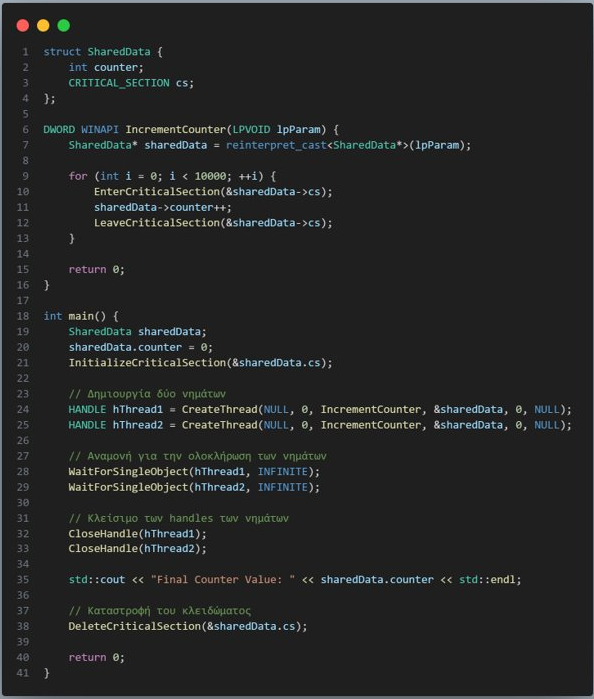 1 struct SharedData {
2     int counter;
3     CRITICAL_SECTION cs;
4 };
5
6 DWORD WINAPI IncrementCounter(LPVOID lpParam) {
7     SharedData* sharedData = reinterpret_cast<SharedData*>(lpParam);
8
9     for (int i = 0; i < 10000; ++i) {
10         EnterCriticalSection(&sharedData->cs);
11         sharedData->counter++;
12         LeaveCriticalSection(&sharedData->cs);
13     }
14
15     return 0;
16 }
17
18 int main() {
19     SharedData sharedData;
20     sharedData.counter = 0;
21     InitializeCriticalSection(&sharedData.cs);
22
23     // Δημιουργία δύο νημάτων
24     HANDLE hThread1 = CreateThread(NULL, 0, IncrementCounter, &sharedData, 0, NULL);
25     HANDLE hThread2 = CreateThread(NULL, 0, IncrementCounter, &sharedData, 0, NULL);
26
27     // Αναμονή για την ολοκλήρωση των νημάτων
28     WaitForSingleObject(hThread1, INFINITE);
29     WaitForSingleObject(hThread2, INFINITE);
30
31     // Κλείσιμο των handles των νημάτων
32     CloseHandle(hThread1);
33     CloseHandle(hThread2);
34
35     std::cout << "Final Counter Value: " << sharedData.counter << std::endl;
36
37     // Καταστροφή του κλειδώματος
38     DeleteCriticalSection(&sharedData.cs);
39
40     return 0;
41 }